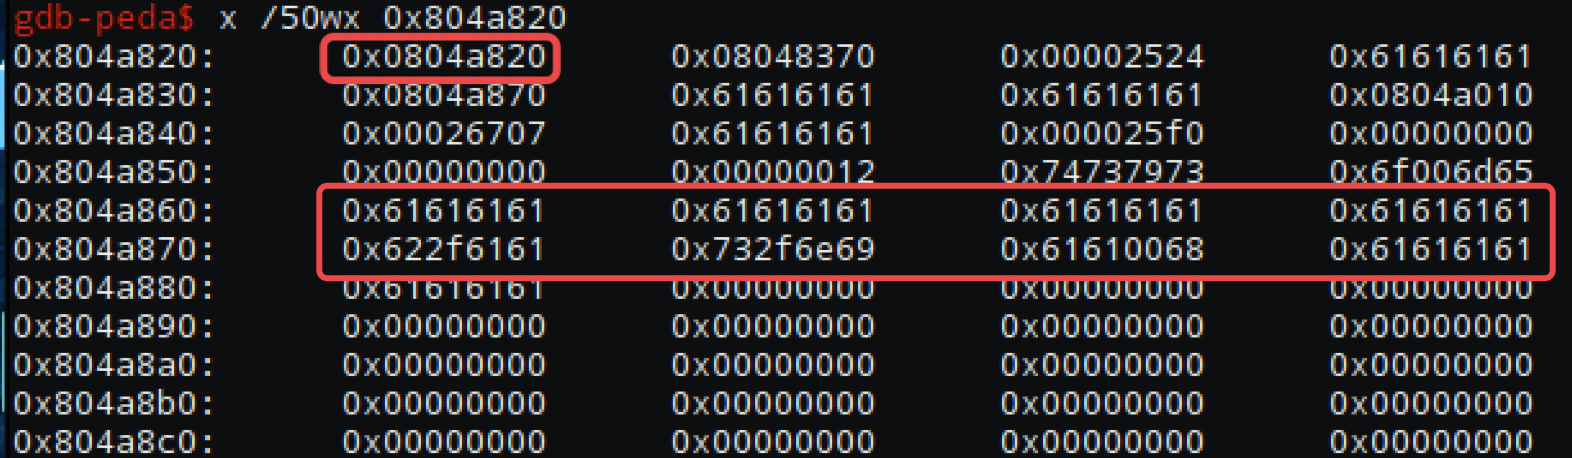 gdb-peda$ x /50wx 0x804a820
0x804a820: 0x0804a820 0x08048370 0x00002524 0x61616161
0x804a830: 0x0804a870 0x61616161 0x61616161 0x0804a010
0x804a840: 0x00026707 0x61616161 0x000025f0 0x00000000
0x804a850: 0x00000000 0x00000012 0x74737973 0x6f006d65
0x804a860: 0x61616161 0x61616161 0x61616161 0x61616161
0x804a870: 0x622f6161 0x732f6e69 0x61610068 0x61616161
0x804a880: 0x61616161 0x00000000 0x00000000 0x00000000
0x804a890: 0x00000000 0x00000000 0x00000000 0x00000000
0x804a8a0: 0x00000000 0x00000000 0x00000000 0x00000000
0x804a8b0: 0x00000000 0x00000000 0x00000000 0x00000000
0x804a8c0: 0x00000000 0x00000000 0x00000000 0x00000000